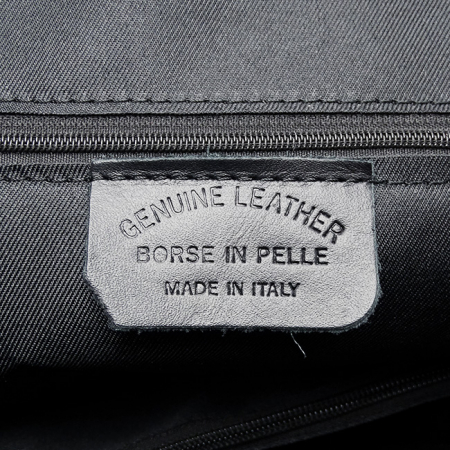 GENUINE LEATHER
BORSE IN PELLE
MADE IN ITALY